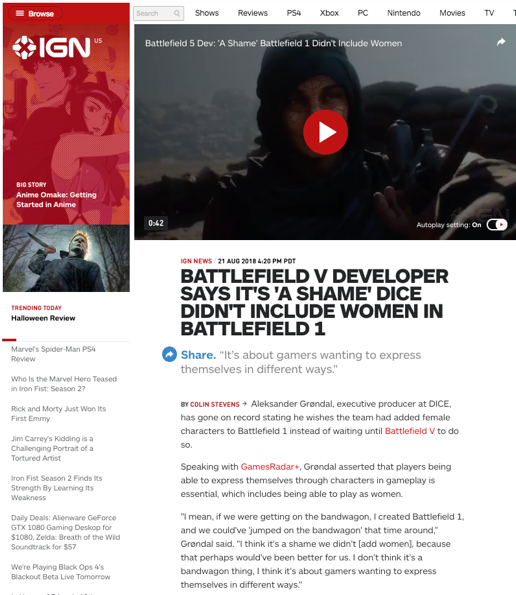 Browse
Search
Shows
Reviews
PS4
Xbox
PC
Nintendo
Movies
TV
IGN
US
BIG STORY
Anime Omake: Getting
Started in Anime
TRENDING TODAY
Halloween Review
Marvel's Spider-Man PS4
Review
Who Is the Marvel Hero Teased
in Iron Fist: Season 2?
Rick and Morty Just Won Its
First Emmy
Jim Carrey's Kidding is a
Challenging Portrait of a
Tortured Artist
Iron Fist Season 2 Finds Its
Strength By Learning Its
Weakness
Daily Deals: Alienware GeForce
GTX 1080 Gaming Deskop for
$1080, Zelda: Breath of the Wild
Soundtrack for $57
We're Playing Black Ops 4's
Blackout Beta Live Tomorrow
Battlefield 5 Dev: 'A Shame' Battlefield 1 Didn't Include Women
0:42
Autoplay setting: On
IGN NEWS / 21 AUG 2018 4:20 PM PDT
BATTLEFIELD V DEVELOPER
SAYS IT'S 'A SHAME' DICE
DIDN'T INCLUDE WOMEN IN
BATTLEFIELD 1
Share. “It's about gamers wanting to express
themselves in different ways.”
BY COLIN STEVENS → Aleksander Grøndal, executive producer at DICE,
has gone on record stating he wishes the team had added female
characters to Battlefield 1 instead of waiting until Battlefield V to do
so.
Speaking with GamesRadar+, Grøndal asserted that players being
able to express themselves through characters in gameplay is
essential, which includes being able to play as women.
"I mean, if we were getting on the bandwagon, I created Battlefield 1,
and we could've 'jumped on the bandwagon' that time around,”
Grøndal said. "I think it's a shame we didn't [add women], because
that perhaps would've been better for us. I don't think it's a
bandwagon thing, I think it's about gamers wanting to express
themselves in different ways.”